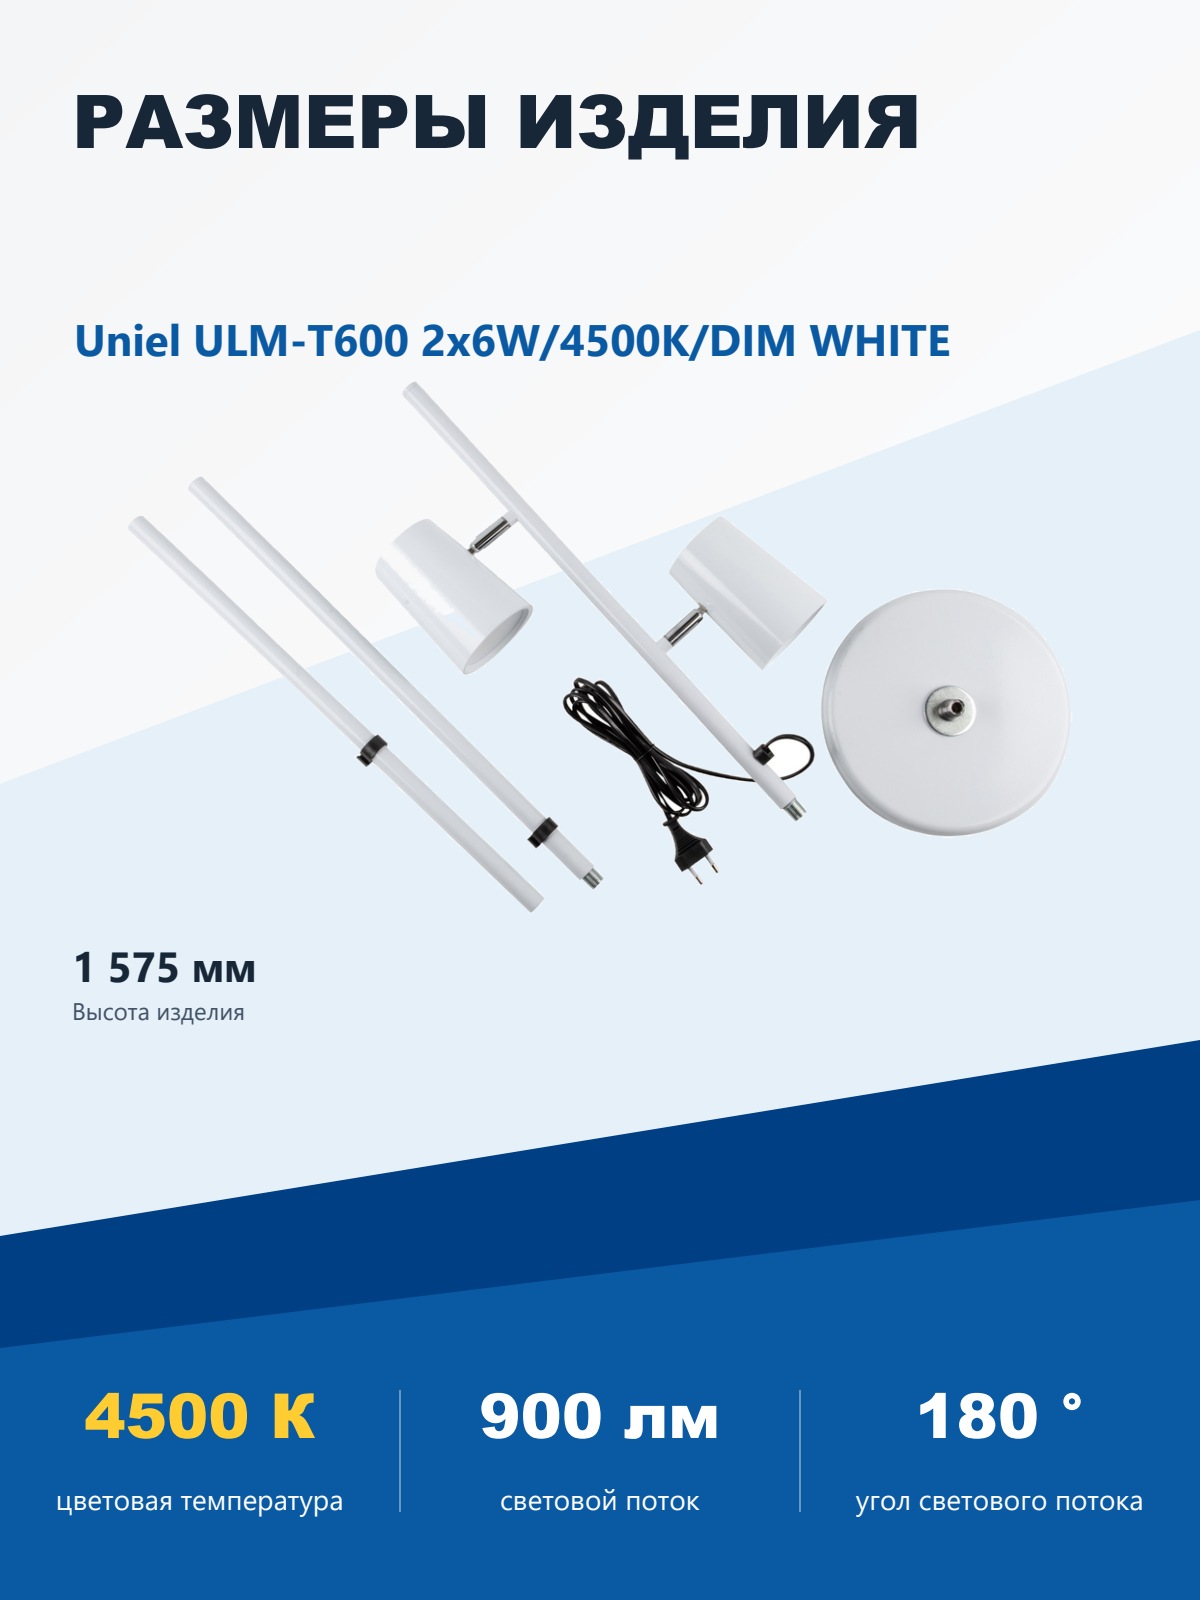 РАЗМЕРЫ ИЗДЕЛИЯ
Uniel ULM-T600 2x6W/4500K/DIM WHITE
1 575 мм
Высота изделия
4500 К
900 лм
180 °
цветовая температура
световой поток
угол светового потока